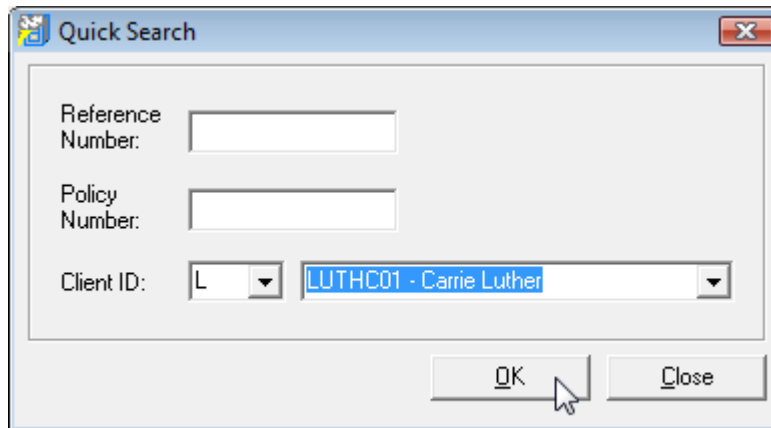 Quick Search
Reference
Number:
Policy
Number:
Client ID: L LUTHC01 - Carrie Luther
OK Close